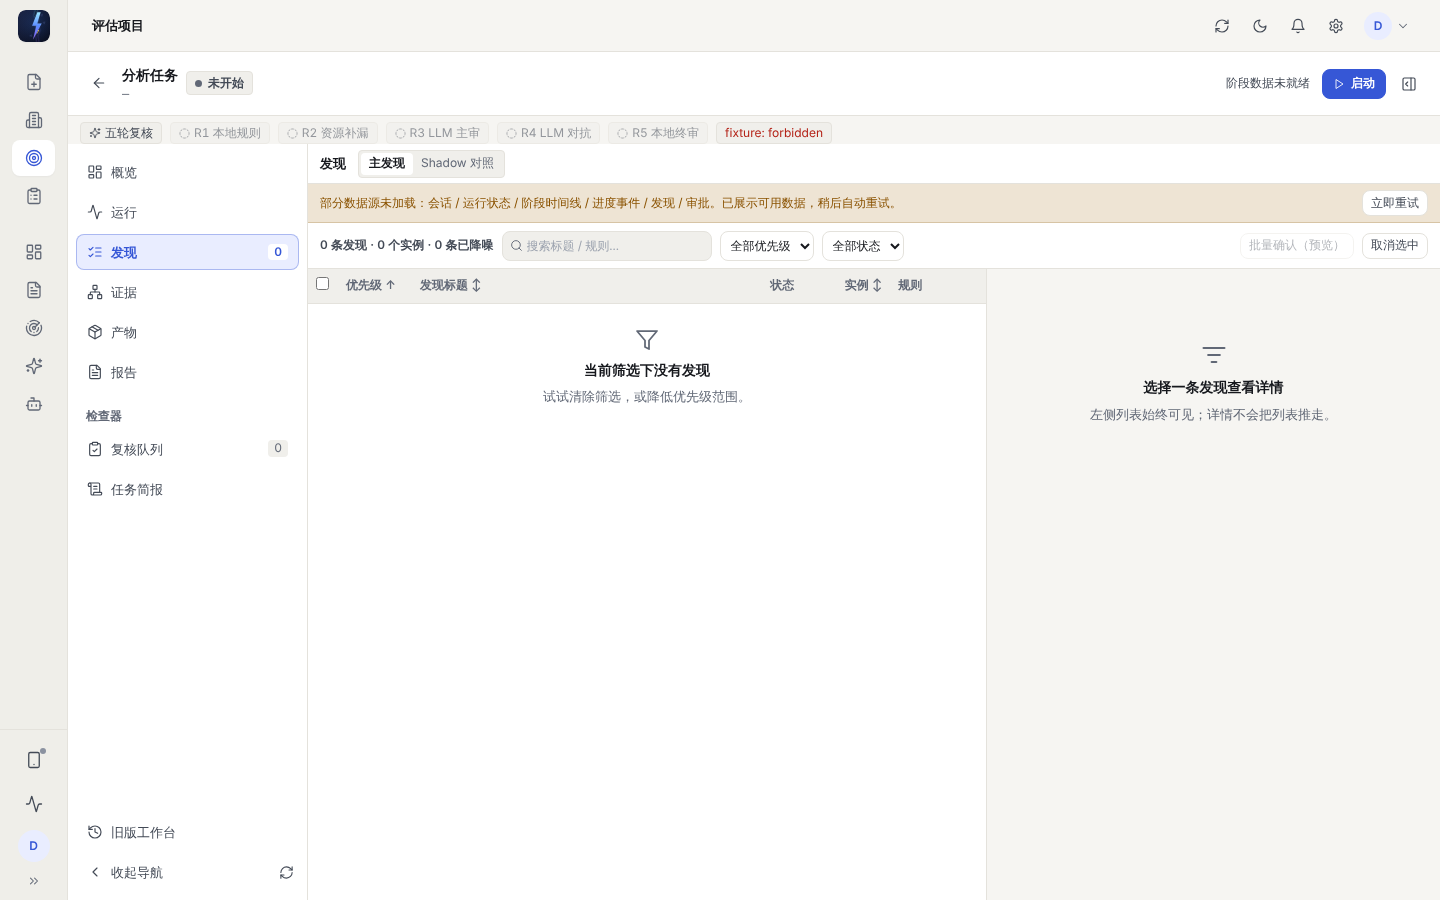 评估项目
D
分析任务
—
未开始
阶段数据未就绪
启动
五轮复核
R1 本地规则
R2 资源补漏
R3 LLM 主审
R4 LLM 对抗
R5 本地终审
fixture: forbidden
概览
运行
发现 0
证据
产物
报告
检查器
复核队列 0
任务简报
旧版工作台
收起导航
D
发现
主发现
Shadow 对照
部分数据源未加载：会话 / 运行状态 / 阶段时间线 / 进度事件 / 发现 / 审批。已展示可用数据，稍后自动重试。
立即重试
0 条发现 · 0 个实例 · 0 条已降噪
搜索标题 / 规则...
全部优先级
全部状态
批量确认（预览）
取消选中
优先级
发现标题
状态
实例
规则
当前筛选下没有发现
试试清除筛选，或降低优先级范围。
选择一条发现查看详情
左侧列表始终可见；详情不会把列表推走。